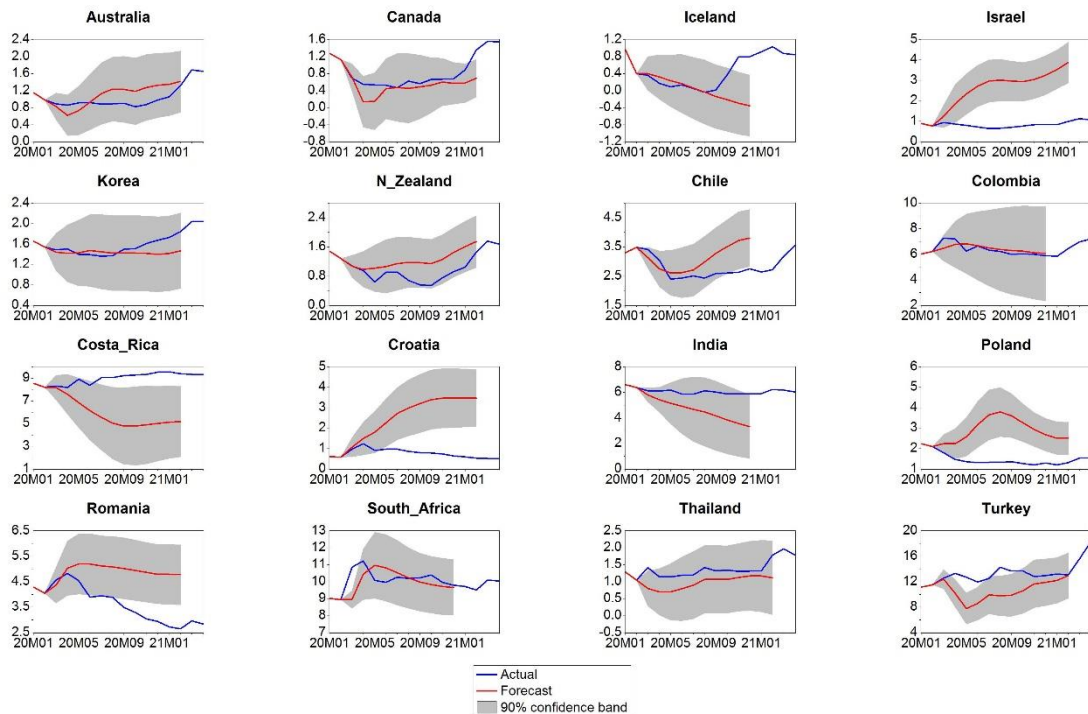 Australia
2.4
2.0
1.6
1.2
0.8
0.4
0.0
20M01 20M05 20M09 21M01
Canada
1.6
1.2
0.8
0.4
0.0
-0.4
-0.8
20M01 20M05 20M09 21M01
Iceland
1.2
0.8
0.4
0.0
-0.4
-0.8
-1.2
20M01 20M05 20M09 21M01
Israel
5
4
3
2
1
0
20M01 20M05 20M09 21M01
Korea
2.4
2.0
1.6
1.2
0.8
0.4
20M01 20M05 20M09 21M01
N_Zealand
2.4
1.6
0.8
0.0
20M01 20M05 20M09 21M01
Chile
4.5
3.5
2.5
1.5
20M01 20M05 20M09 21M01
Colombia
10
8
6
4
2
20M01 20M05 20M09 21M01
Costa_Rica
9
7
5
3
1
20M01 20M05 20M09 21M01
Croatia
5
4
3
2
1
0
20M01 20M05 20M09 21M01
India
8
6
4
2
0
20M01 20M05 20M09 21M01
Poland
6
5
4
3
2
1
20M01 20M05 20M09 21M01
Romania
6.5
5.5
4.5
3.5
2.5
20M01 20M05 20M09 21M01
South_Africa
13
12
11
10
9
8
7
20M01 20M05 20M09 21M01
Thailand
2.5
2.0
1.5
1.0
0.5
0.0
-0.5
20M01 20M05 20M09 21M01
Turkey
20
16
12
8
4
20M01 20M05 20M09 21M01
Actual
Forecast
90% confidence band